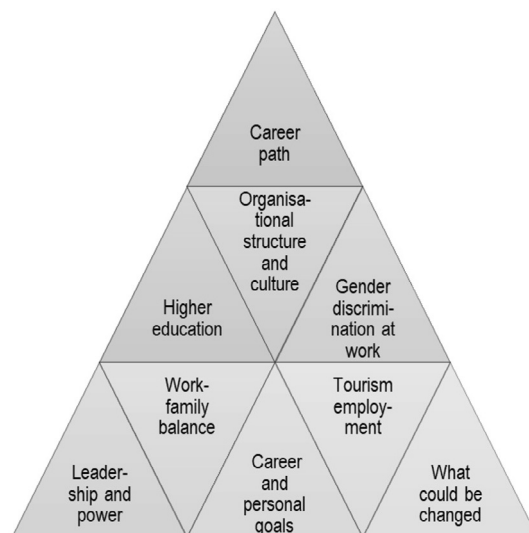 Career
path
Organisa-
tional
structure
and
culture
Higher
education
Gender
discrimi-
nation at
work
Work-
family
balance
Tourism
employ-
ment
Leader-
ship and
power
Career
and
personal
goals
What
could be
changed